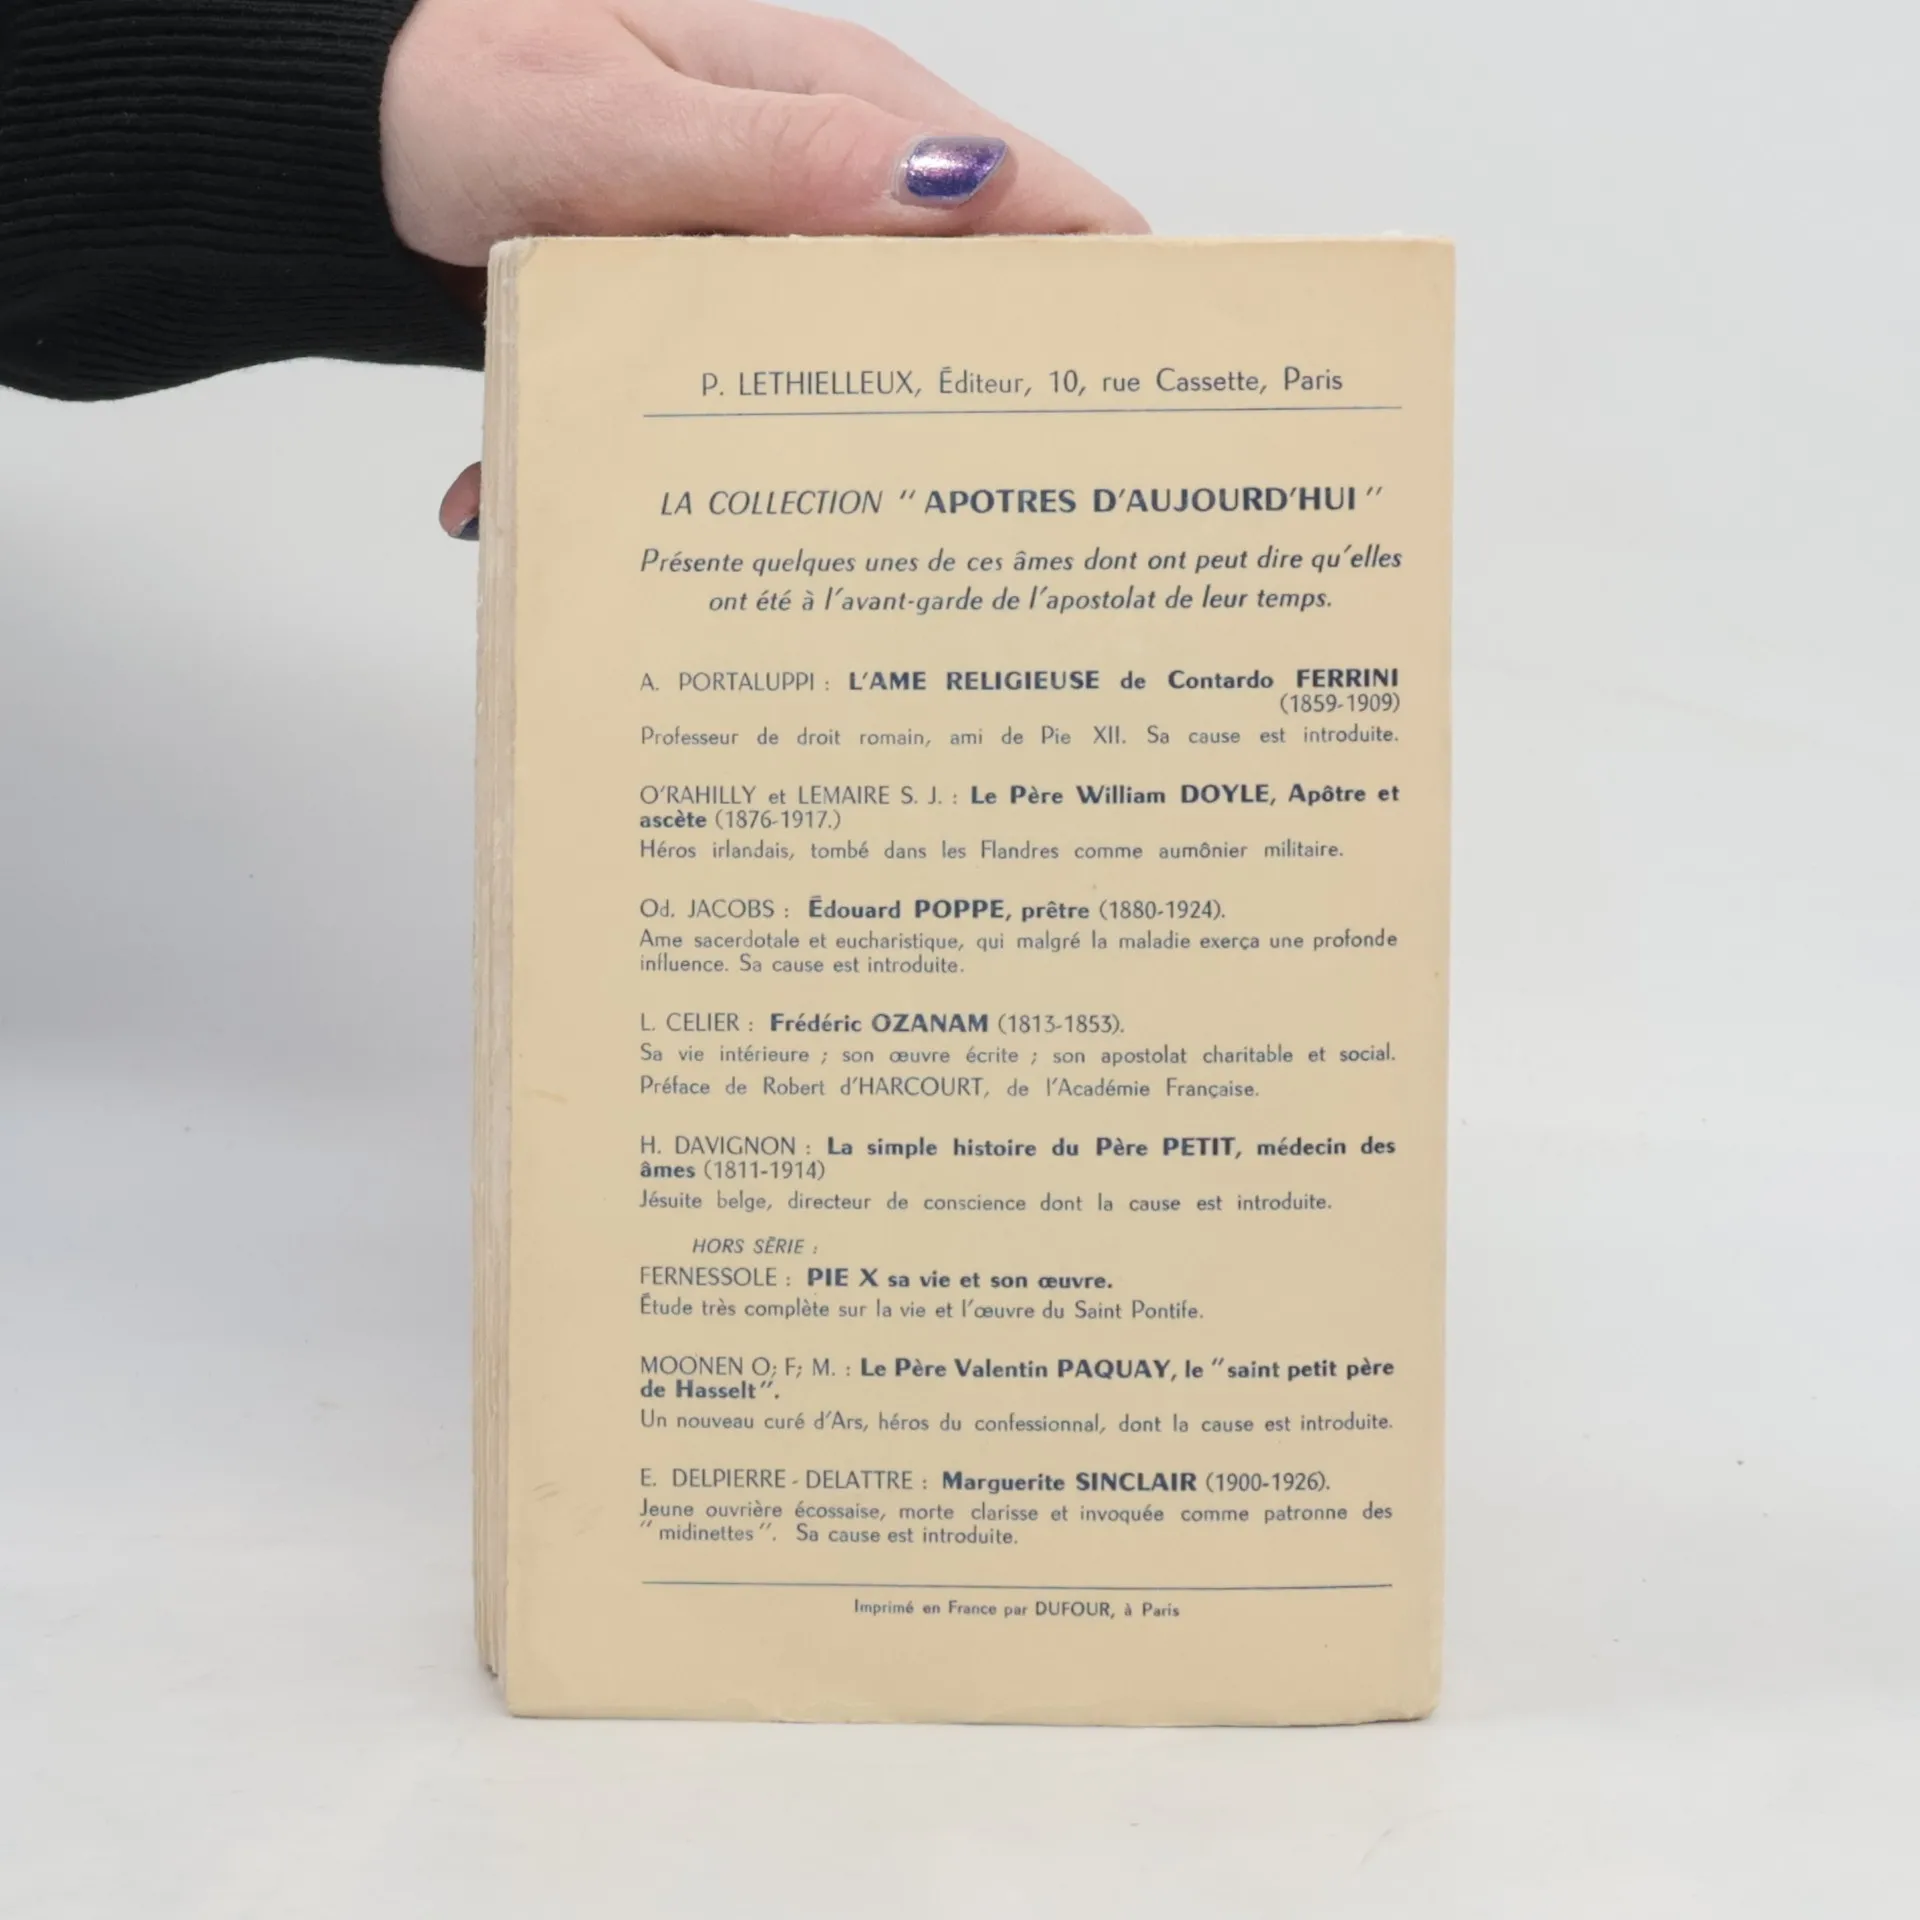 P. LETHIELLEUX, Éditeur, 10, rue Cassette, Paris
LA COLLECTION "APOTRES D'AUJOURD'HUI"
Présente quelques unes de ces âmes dont ont peut dire qu'elles
ont été à l'avant-garde de l'apostolat de leur temps.
A. PORTALUPPI : L'AME RELIGIEUSE de Contardo FERRINI
(1859-1909)
Professeur de droit romain, ami de Pie XII. Sa cause est introduite.
O'RAHILLY et LEMAIRE S. J. : Le Père William DOYLE, Apôtre et
ascète (1876-1917.)
Héros irlandais, tombé dans les Flandres comme aumônier militaire.
Od. JACOBS : Édouard POPPE, prêtre (1880-1924).
Ame sacerdotale et eucharistique, qui malgré la maladie exerça une profonde
influence. Sa cause est introduite.
L. CELIER : Frédéric OZANAM (1813-1853).
Sa vie intérieure ; son œuvre écrite ; son apostolat charitable et social.
Préface de Robert d'HARCOURT, de l'Académie Française.
H. DAVIGNON : La simple histoire du Père PETIT, médecin des
âmes (1811-1914)
Jésuite belge, directeur de conscience dont la cause est introduite.
HORS SÉRIE :
FERNESSOLE : PIE X sa vie et son œuvre.
Étude très complète sur la vie et l'œuvre du Saint Pontife.
MOONEN O; F; M. : Le Père Valentin PAQUAY, le "saint petit père
de Hasselt".
Un nouveau curé d'Ars, héros du confessionnal, dont la cause est introduite.
E. DELPIERRE - DELATTRE : Marguerite SINCLAIR (1900-1926).
Jeune ouvrière écossaise, morte clarisse et invoquée comme patronne des
"midinettes". Sa cause est introduite.
Imprimé en France par DUFOUR, à Paris